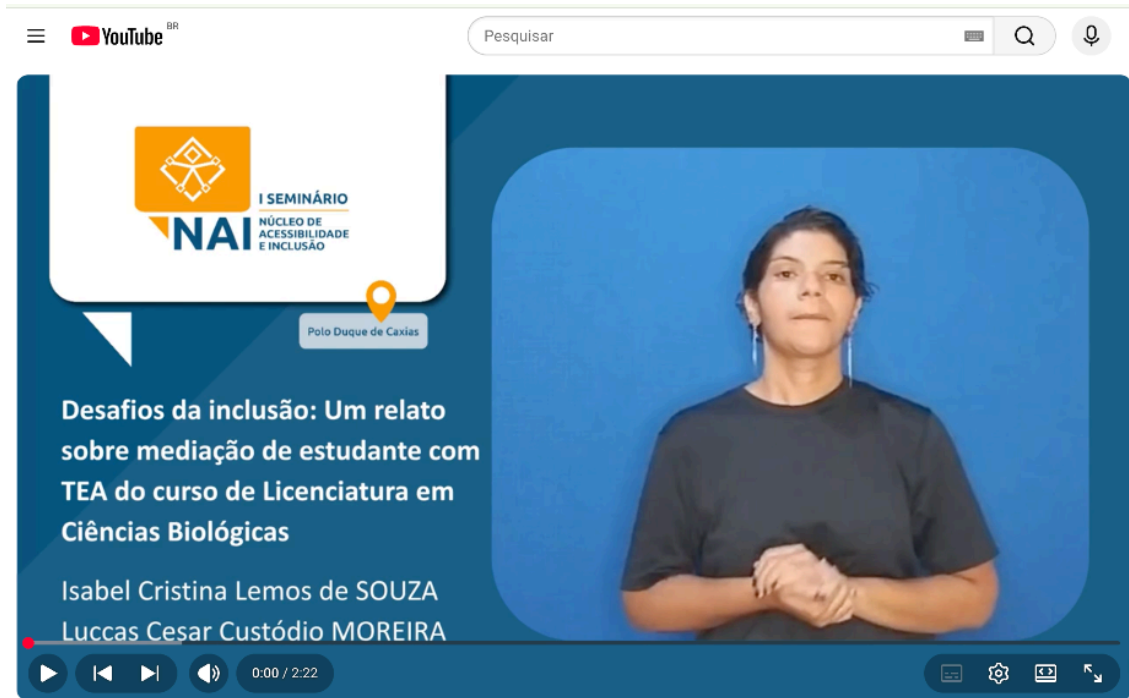 YouTube BR
Pesquisar
I SEMINÁRIO
NAI
NÚCLEO DE
ACESSIBILIDADE
E INCLUSÃO
Polo Duque de Caxias
Desafios da inclusão: Um relato
sobre mediação de estudante com
TEA do curso de Licenciatura em
Ciências Biológicas
Isabel Cristina Lemos de SOUZA
Luccas Cesar Custódio MOREIRA
0:00 / 2:22